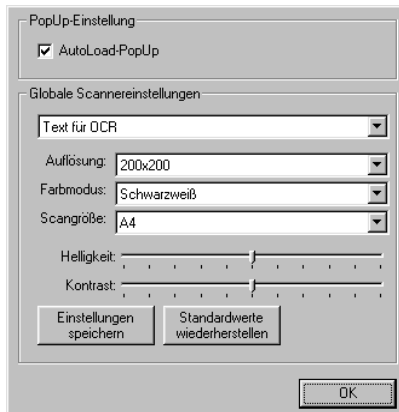 PopUp-Einstellung
AutoLoad-PopUp
Globale Scannereinstellungen
Text für OCR
Auflösung: 200x200
Farbmodus: Schwarzweiß
Scangröße: A4
Helligkeit:
Kontrast:
Einstellungen speichern
Standardwerte wiederherstellen
OK